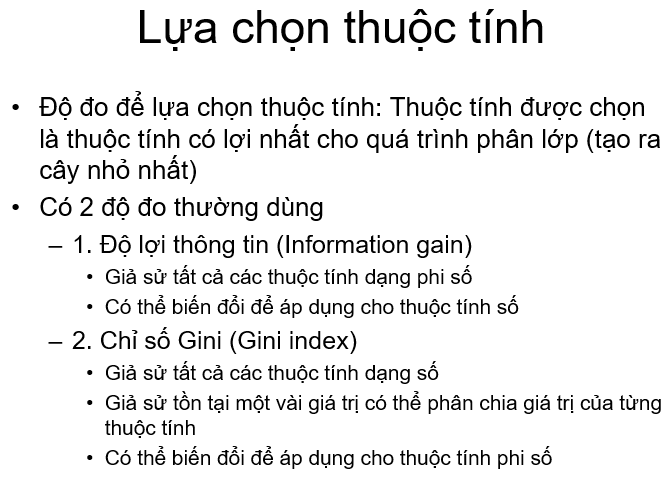 Lựa chọn thuộc tính
• Độ đo để lựa chọn thuộc tính: Thuộc tính được chọn
là thuộc tính có lợi nhất cho quá trình phân lớp (tạo ra
cây nhỏ nhất)
• Có 2 độ đo thường dùng
– 1. Độ lợi thông tin (Information gain)
• Giả sử tất cả các thuộc tính dạng phi số
• Có thể biến đổi để áp dụng cho thuộc tính số
– 2. Chỉ số Gini (Gini index)
• Giả sử tất cả các thuộc tính dạng số
• Giả sử tồn tại một vài giá trị có thể phân chia giá trị của từng
thuộc tính
• Có thể biến đổi để áp dụng cho thuộc tính phi số